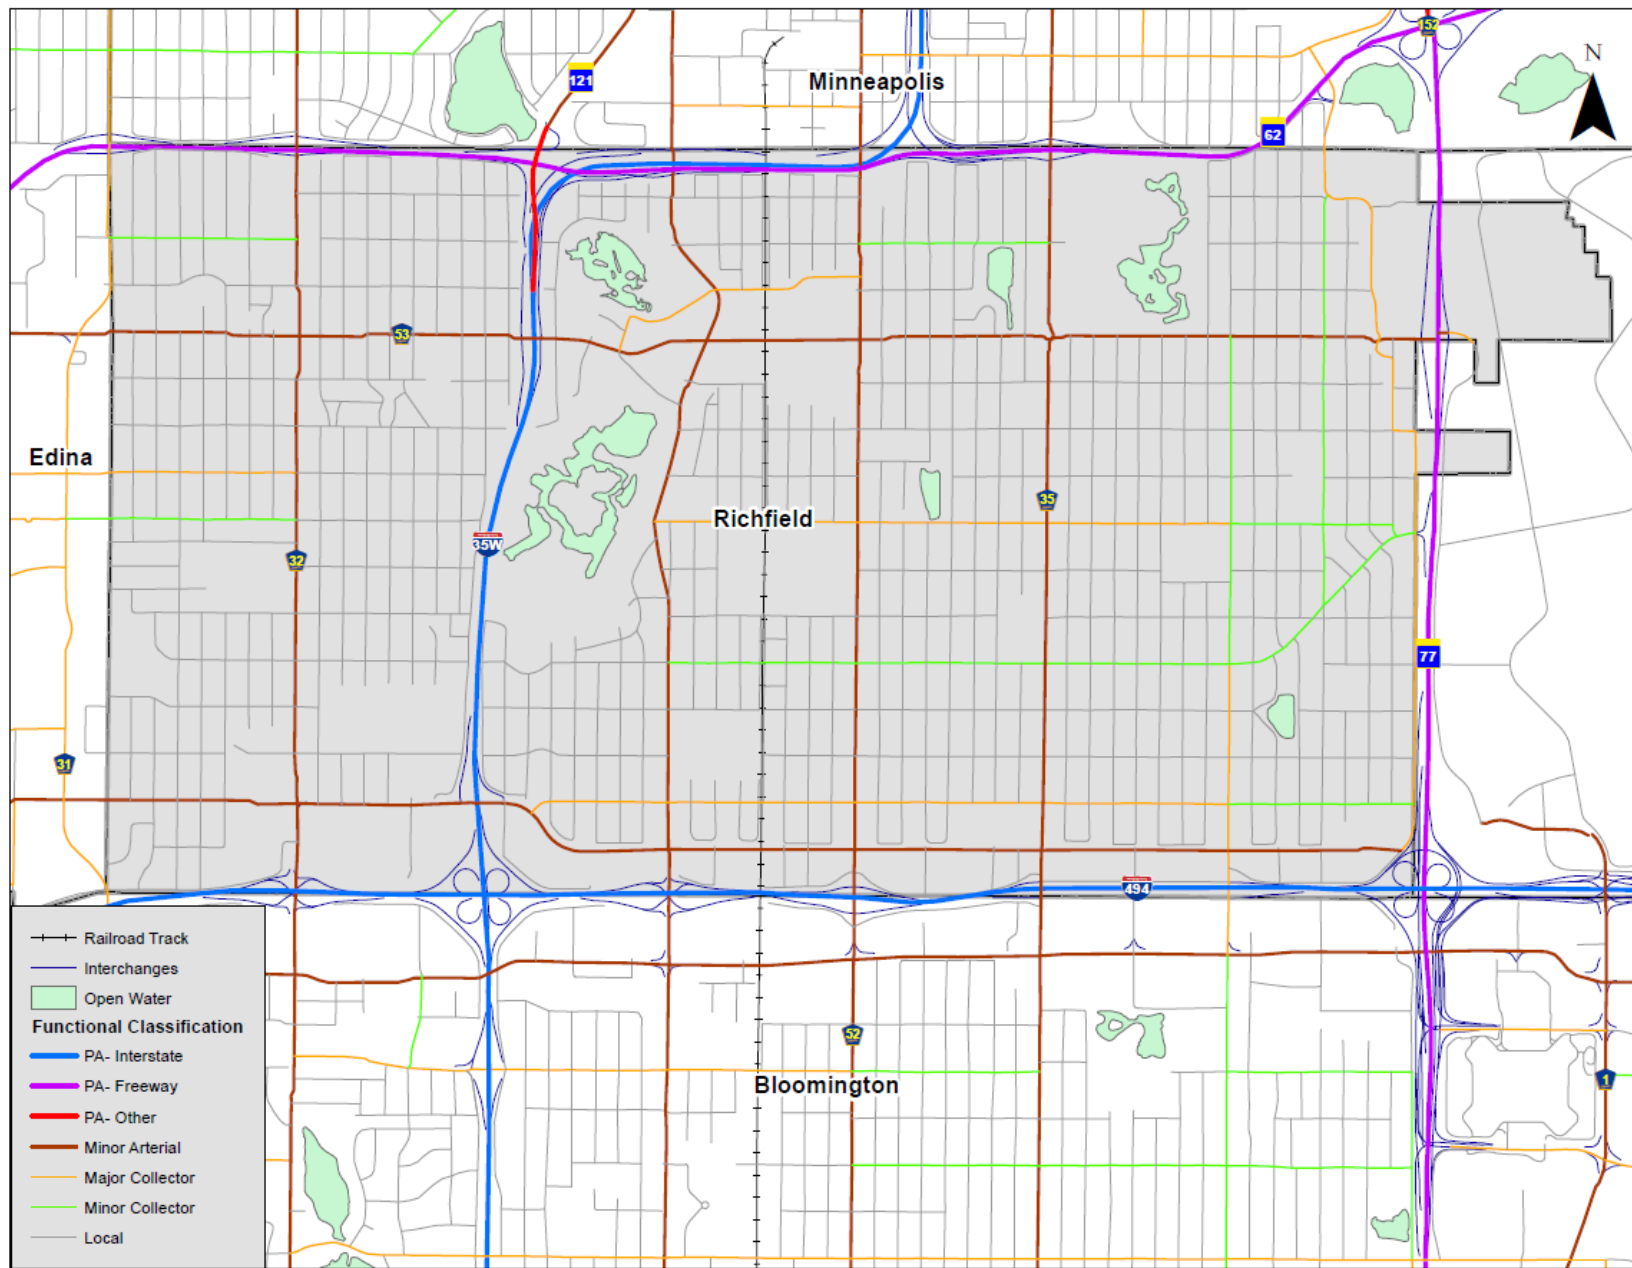 152
N
121
Minneapolis
62
53
Edina
35
Richfield
35W
32
77
31
494
Railroad Track
Interchanges
Open Water
Functional Classification
PA- Interstate
PA- Freeway
PA- Other
Minor Arterial
Major Collector
Minor Collector
Local
52
Bloomington
1